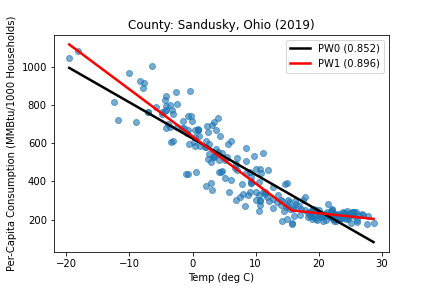 County: Sandusky, Ohio (2019)
PW0 (0.852)
PW1 (0.896)
Per-Capita Consumption (MMBtu/1000 Households)
1000
800
600
400
200
−20 −10 0 10 20 30
Temp (deg C)